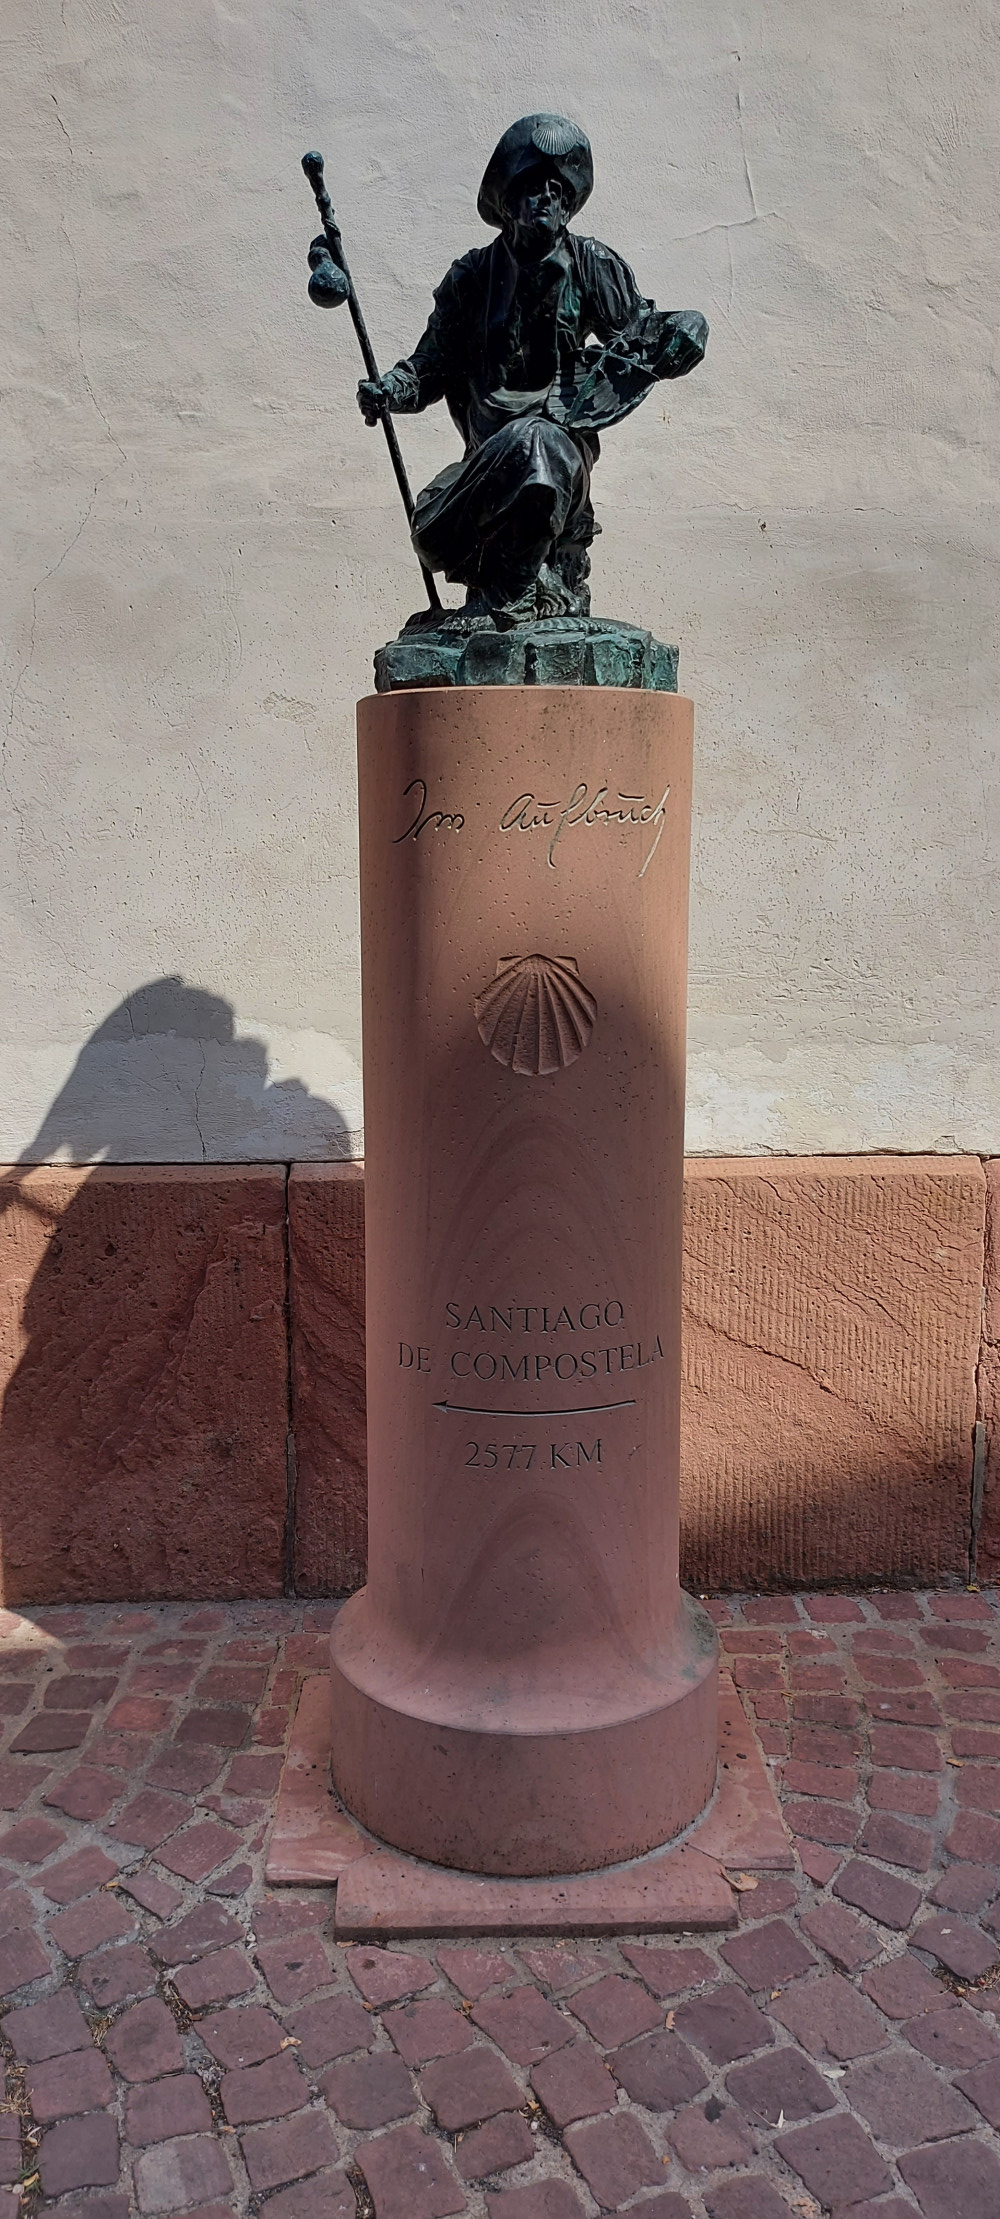 Im Aufbruch
SANTIAGO
DE COMPOSTELA
2577 KM